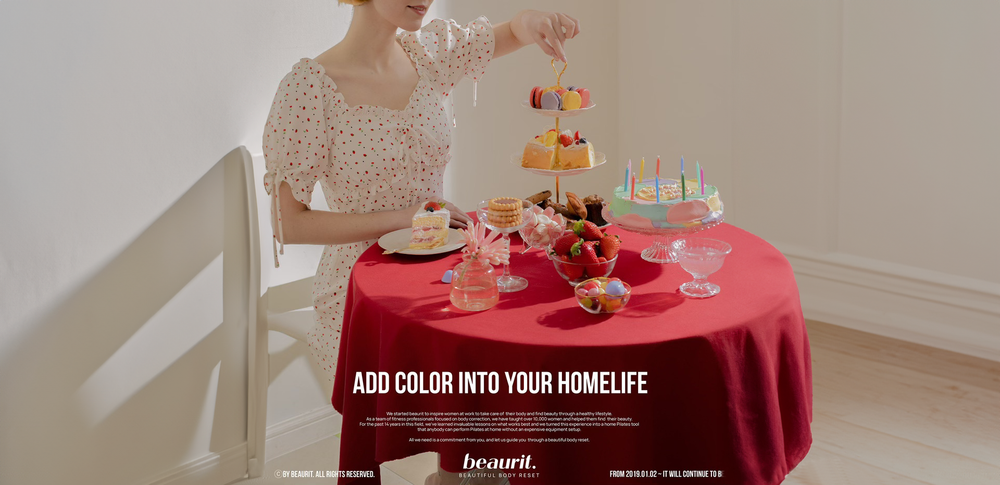 ADD COLOR INTO YOUR HOMELIFE
We started beaurit to inspire women at work to take care of their body and find beauty through a healthy lifestyle.
As a team of fitness professionals focused on body correction, we have taught over 10,000 women and helped them find their beauty.
For the past 14 years in this field, we've learned invaluable lessons on what works best and we turned this experience into a home Pilates tool
that anybody can perform Pilates at home without an expensive equipment setup.
All we need is a commitment from you, and let us guide you through a beautiful body reset.
beaurit.
BEAUTIFUL BODY RESET
©BY BEAURIT. ALL RIGHTS RESERVED.
FROM 2019.01.02 ~ IT WILL CONTINUE TO B